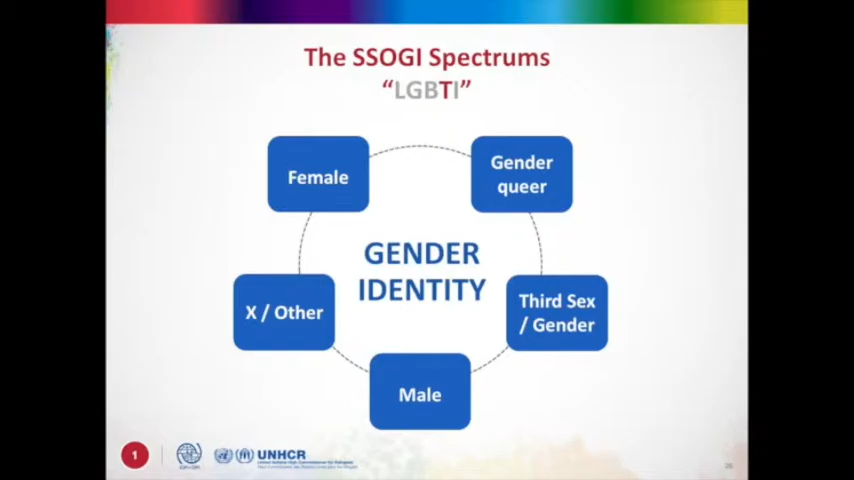 The SSOGI Spectrums
“LGBTI”
Female
Gender
queer
GENDER
IDENTITY
X / Other
Third Sex
/ Gender
Male
1
UNHCR